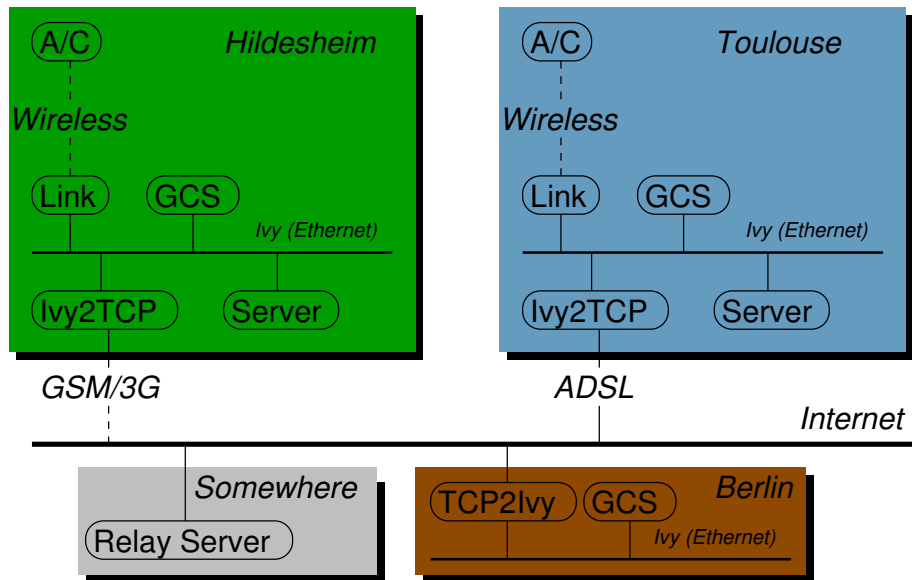 A/C
Hildesheim
Wireless
Link
GCS
Ivy (Ethernet)
Ivy2TCP
Server
A/C
Toulouse
Wireless
Link
GCS
Ivy (Ethernet)
Ivy2TCP
Server
GSM/3G
ADSL
Internet
Somewhere
Relay Server
Berlin
TCP2Ivy
GCS
Ivy (Ethernet)